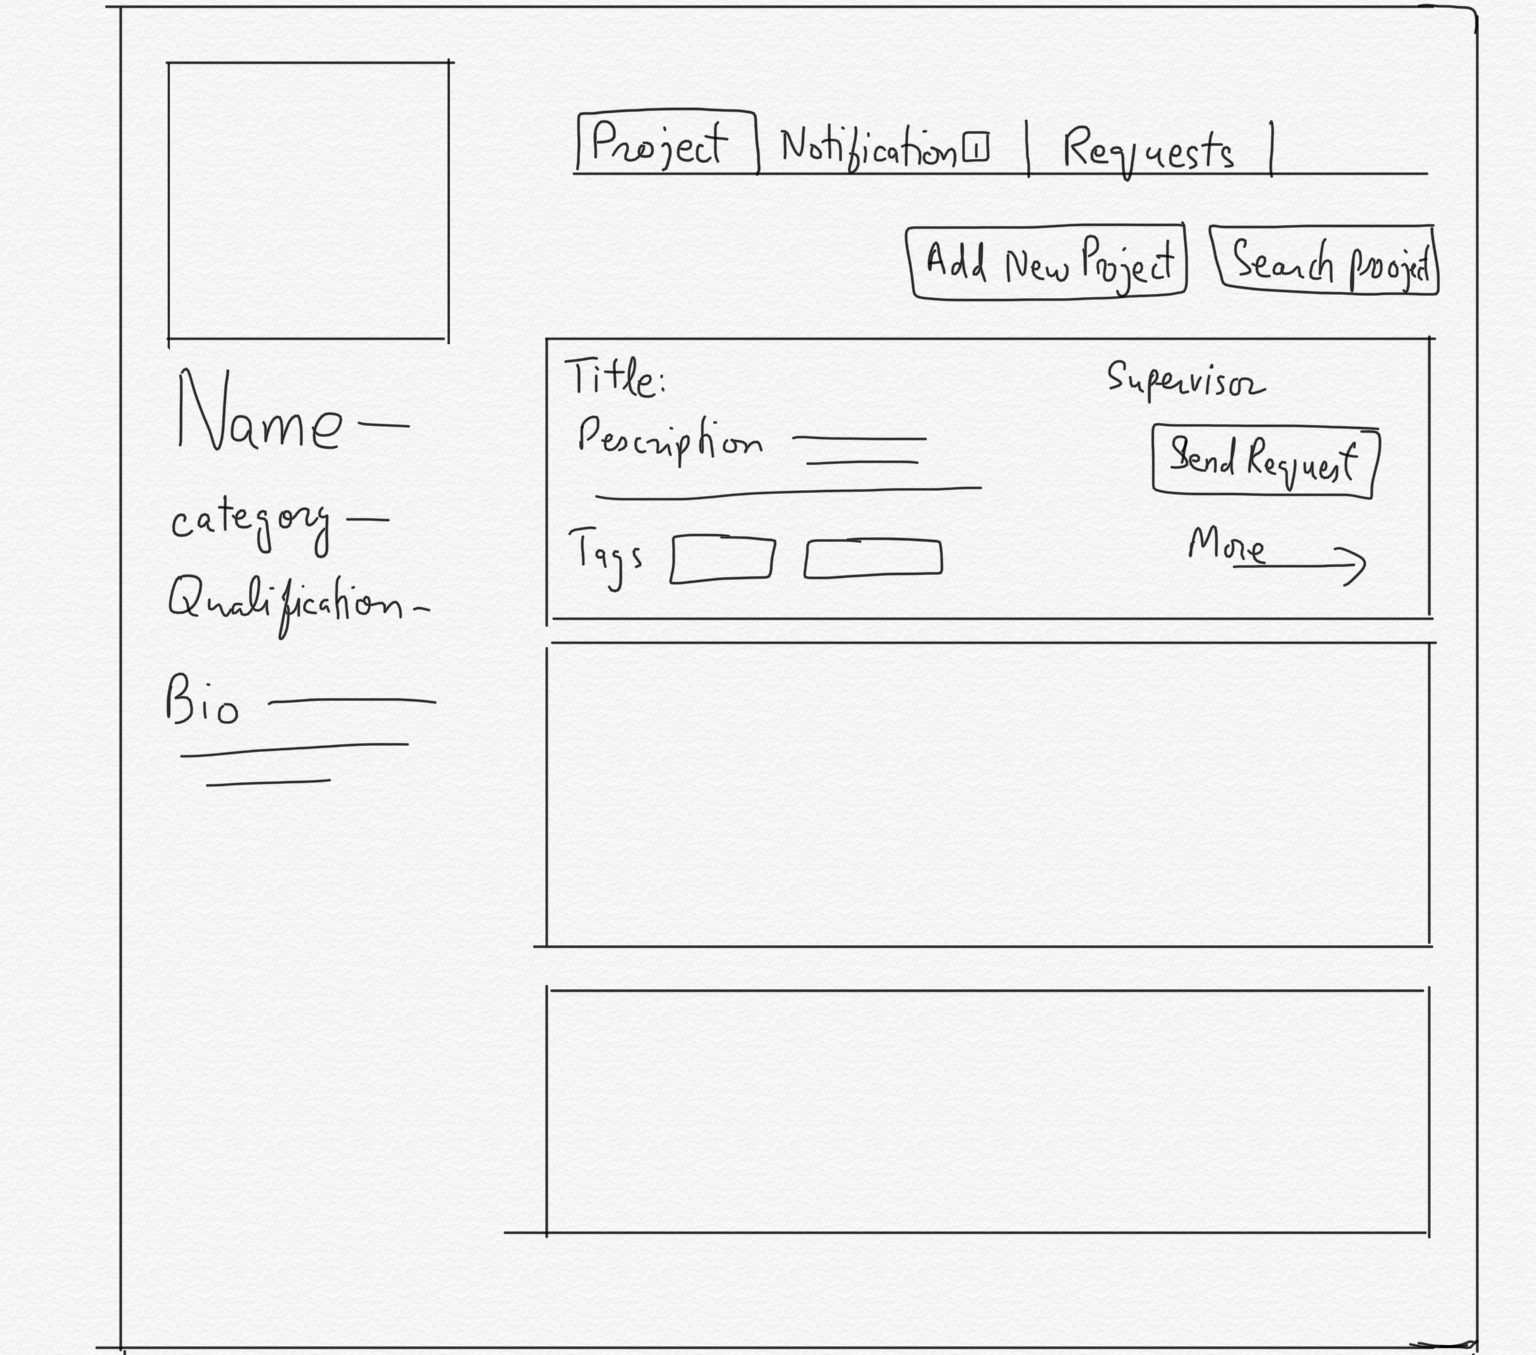 Project Notification 1 Requests
Add New Project Search project
Name
category
Qualification
Bio
Title:
Description
Tags
Supervisor
Send Request
More